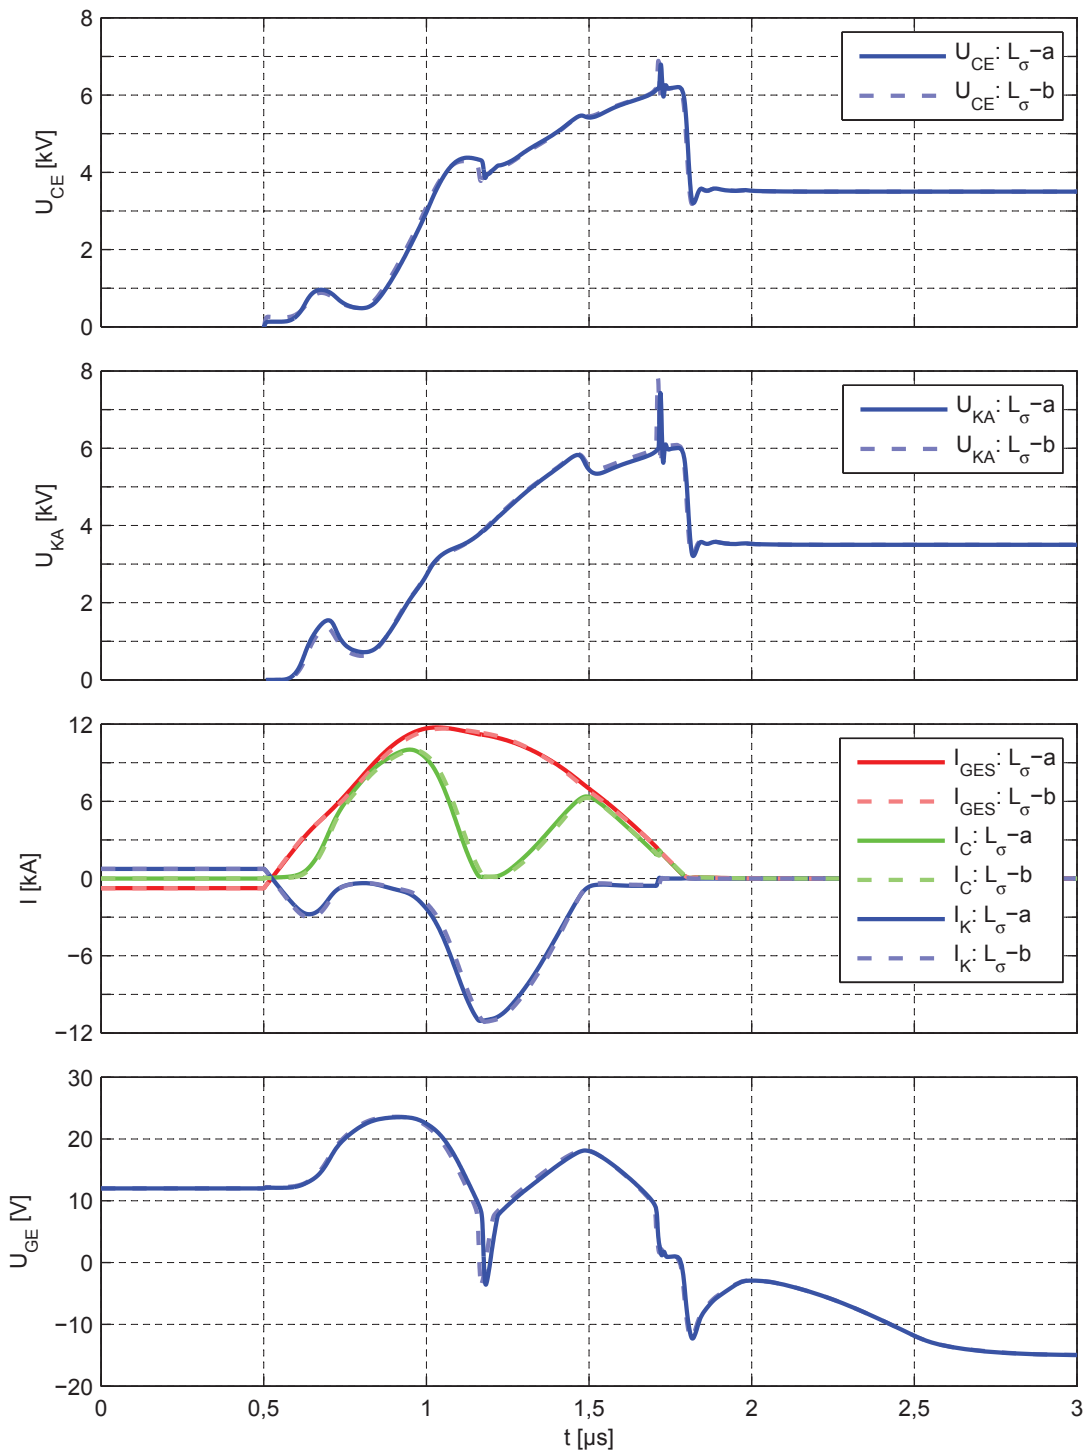 8
6
4
2
0
U_CE [kV]
U_CE: L_σ−a
U_CE: L_σ−b
8
6
4
2
0
U_KA [kV]
U_KA: L_σ−a
U_KA: L_σ−b
12
6
0
−6
−12
I [kA]
I_GES: L_σ−a
I_GES: L_σ−b
I_C: L_σ−a
I_C: L_σ−b
I_K: L_σ−a
I_K: L_σ−b
30
20
10
0
−10
−20
U_GE [V]
0 0,5 1 1,5 2 2,5 3
t [µs]